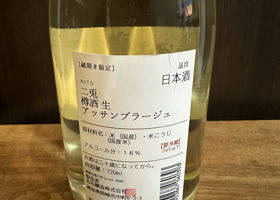 【蔵開き限定】
NITO
二兎
樽酒 生
アッサンブラージュ
品目
日本酒
原材料名：米（国産）・米こうじ
（国産米）
アルコール分：16％
【要冷蔵】
お酒は二十歳になってから。
内容量：720ml